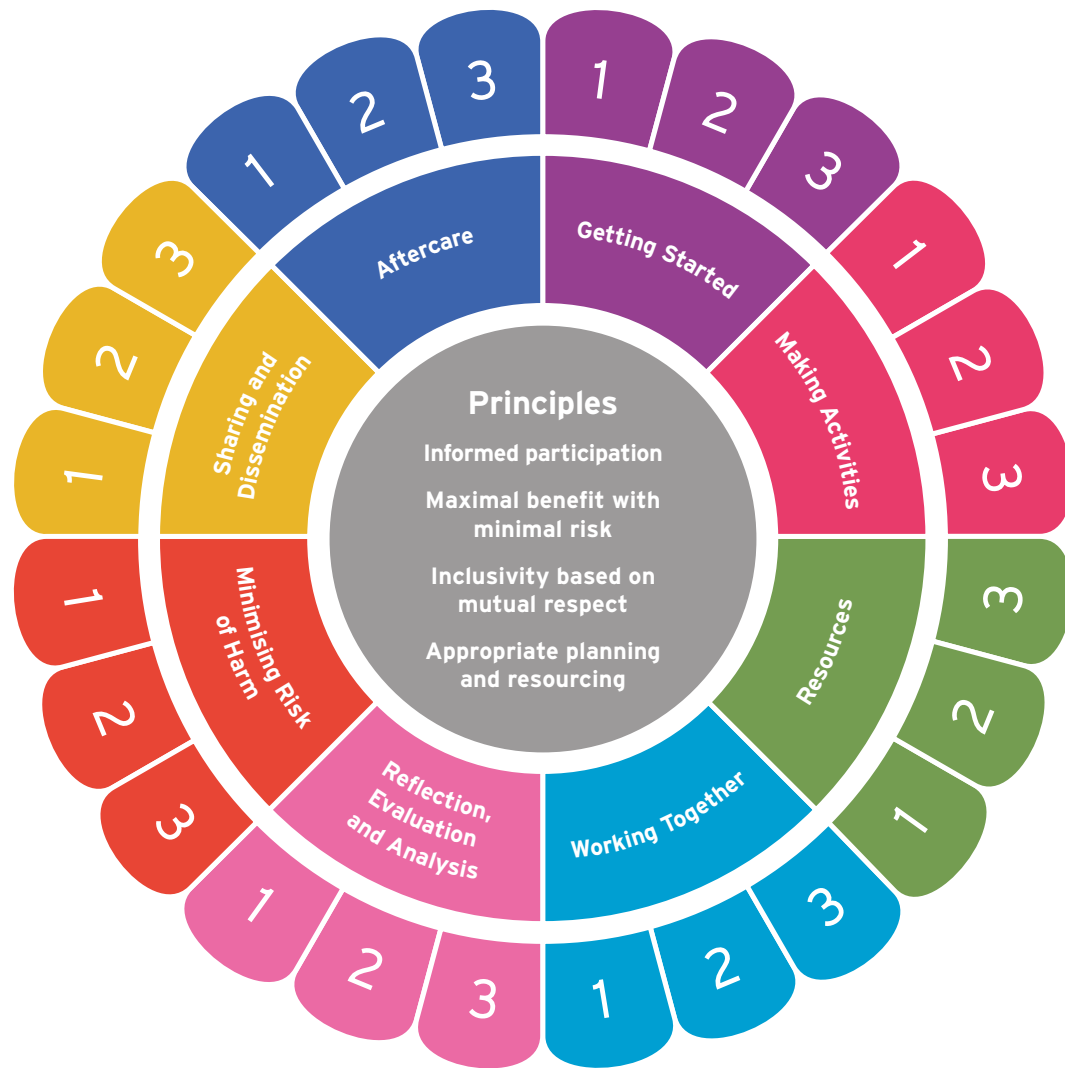 Principles
Informed participation
Maximal benefit with
minimal risk
Inclusivity based on
mutual respect
Appropriate planning
and resourcing
Getting Started
1
2
3
Making Activities
1
2
3
Resources
3
2
1
Working Together
3
2
1
Reflection,
Evaluation
and Analysis
3
2
1
Minimising Risk
of Harm
3
2
1
Sharing and
Dissemination
1
2
3
Aftercare
1
2
3